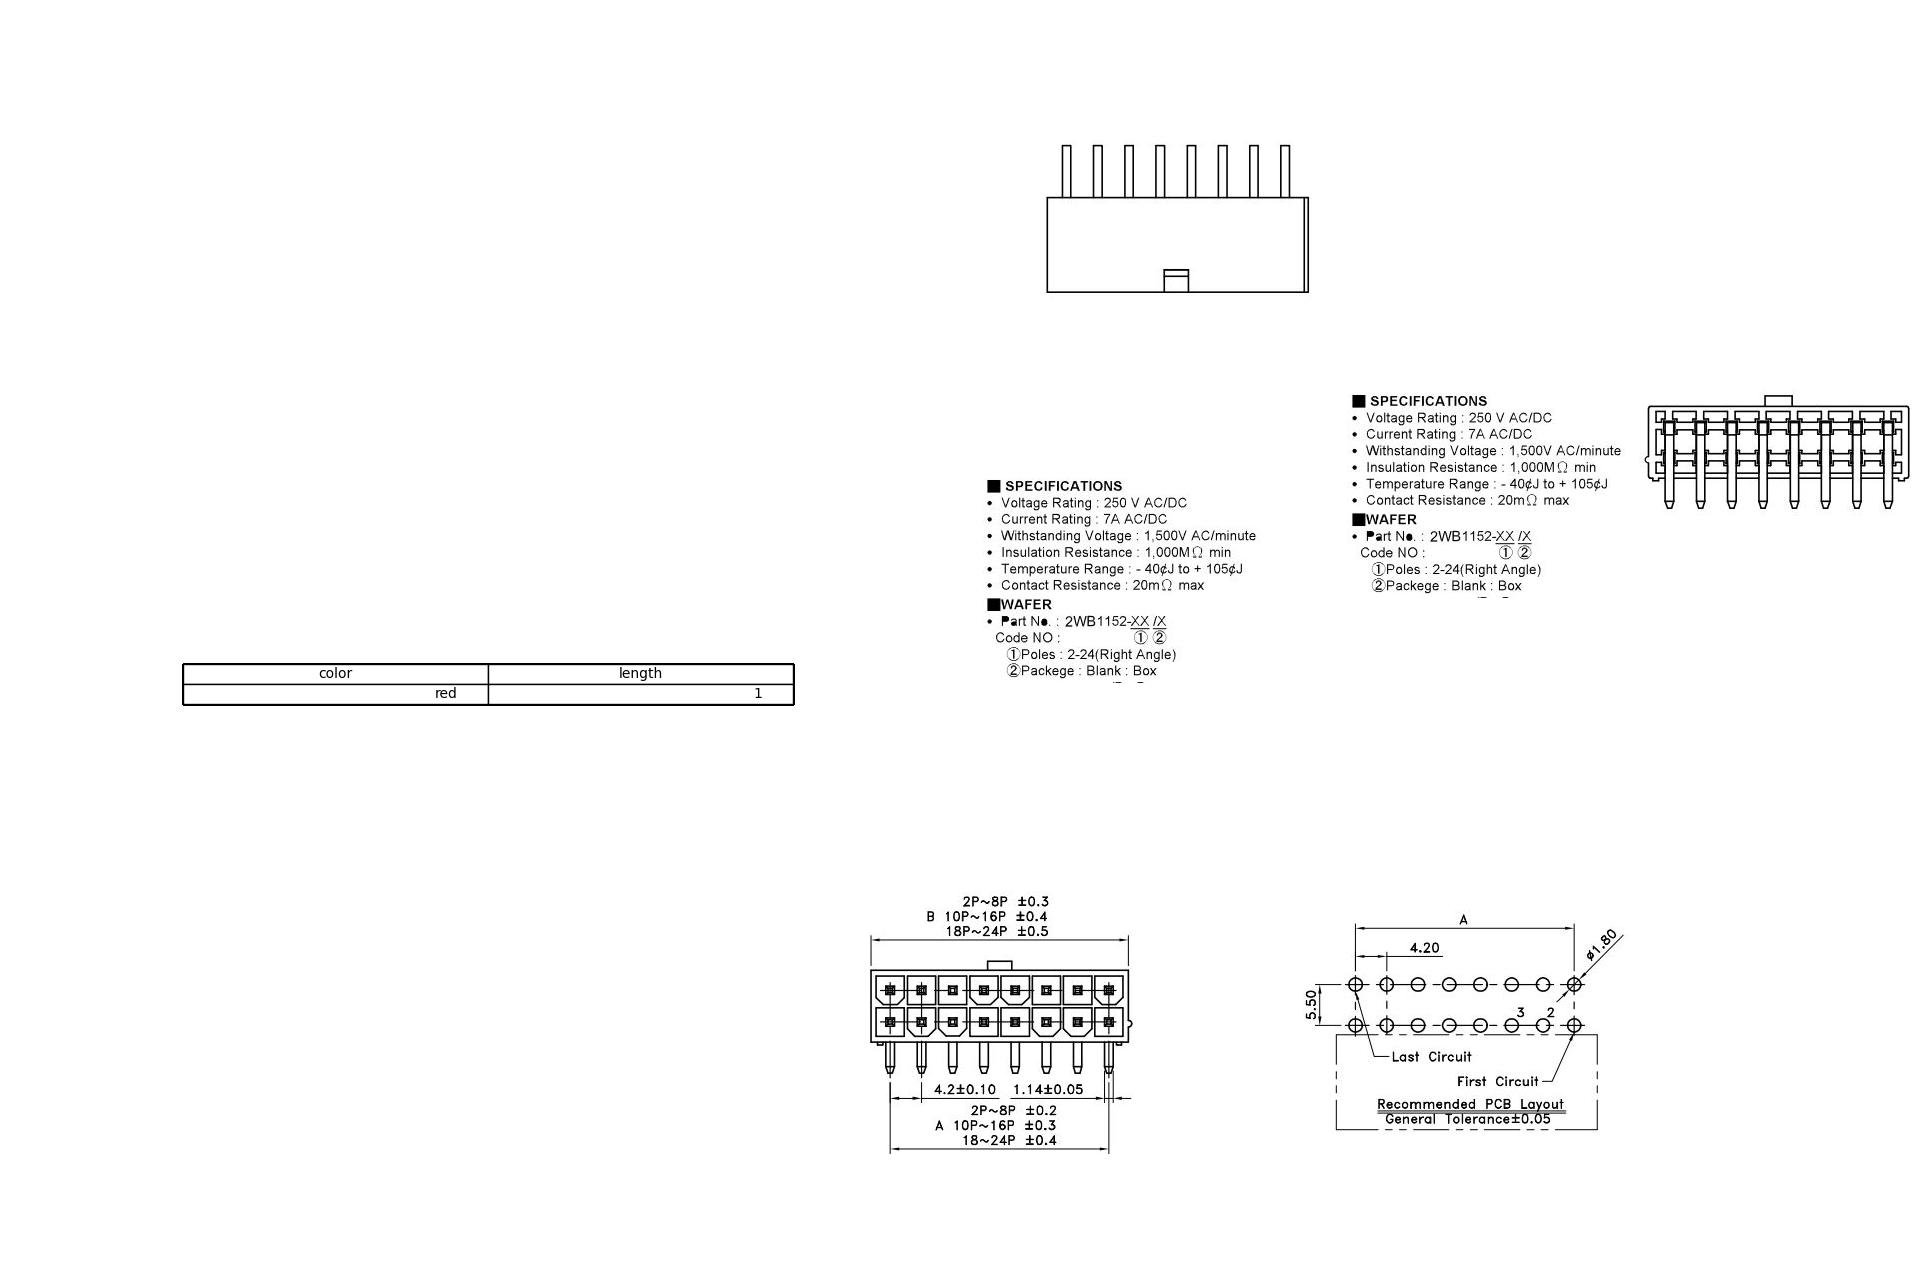 ■ SPECIFICATIONS
• Voltage Rating : 250 V AC/DC
• Current Rating : 7A AC/DC
• Withstanding Voltage : 1,500V AC/minute
• Insulation Resistance : 1,000MΩ min
• Temperature Range : - 40¢J to + 105¢J
• Contact Resistance : 20mΩ max
■WAFER
• Part No. : 2WB1152-XX /X
Code NO : ① ②
①Poles : 2-24(Right Angle)
②Packege : Blank : Box
■ SPECIFICATIONS
• Voltage Rating : 250 V AC/DC
• Current Rating : 7A AC/DC
• Withstanding Voltage : 1,500V AC/minute
• Insulation Resistance : 1,000MΩ min
• Temperature Range : - 40¢J to + 105¢J
• Contact Resistance : 20mΩ max
■WAFER
• Part No. : 2WB1152-XX /X
Code NO : ① ②
①Poles : 2-24(Right Angle)
②Packege : Blank : Box
color length
red 1
2P~8P ±0.3
B 10P~16P ±0.4
18P~24P ±0.5
4.2±0.10 1.14±0.05
2P~8P ±0.2
A 10P~16P ±0.3
18~24P ±0.4
A
4.20
ø1.80
5.50
3 2
Last Circuit
First Circuit
Recommended PCB Layout
General Tolerance±0.05